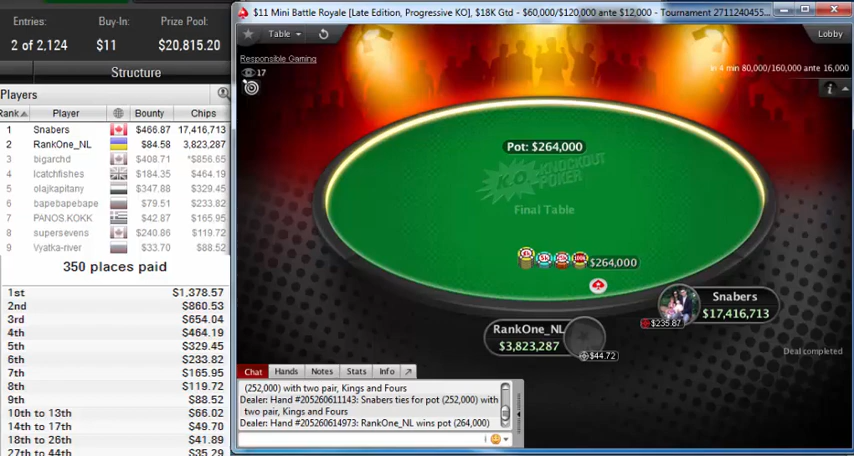 Entries:
Buy-In:
Prize Pool:
2 of 2,124
$11
$20,815.20
Structure
Players
Rank Player Bounty Chips
1 Snabers $466.87 17,416,713
2 RankOne_NL $84.58 3,823,287
3 bigarchd $408.71 *$856.65
4 Icatchfishes $184.35 $464.19
5 olajkapitany $347.88 $329.45
6 bapebapebape $79.51 $233.82
7 PANOS.KOKK $42.87 $165.95
8 supersevens $240.86 $119.72
9 Vyatka-river $33.70 $88.52
350 places paid
1st $1,378.57
2nd $860.53
3rd $654.04
4th $464.19
5th $329.45
6th $233.82
7th $165.95
8th $119.72
9th $88.52
10th to 13th $66.02
14th to 17th $49.70
18th to 26th $41.89
27th to 44th $35.29
$11 Mini Battle Royale [Late Edition, Progressive KO], $18K Gtd - $60,000/$120,000 ante $12,000 - Tournament 2711240455...
Table
Lobby
Responsible Gaming
17
In 4 min 80,000/160,000 ante 16,000
Pot: $264,000
K.O. KNOCKOUT
POKER
Final Table
$264,000
Snabers
$17,416,713
$235.87
RankOne_NL
$3,823,287
$44.72
Deal completed
Chat Hands Notes Stats Info
(252,000) with two pair, Kings and Fours
Dealer: Hand #205260611143: Snabers ties for pot (252,000) with
two pair, Kings and Fours
Dealer: Hand #205260614973: RankOne_NL wins pot (264,000)